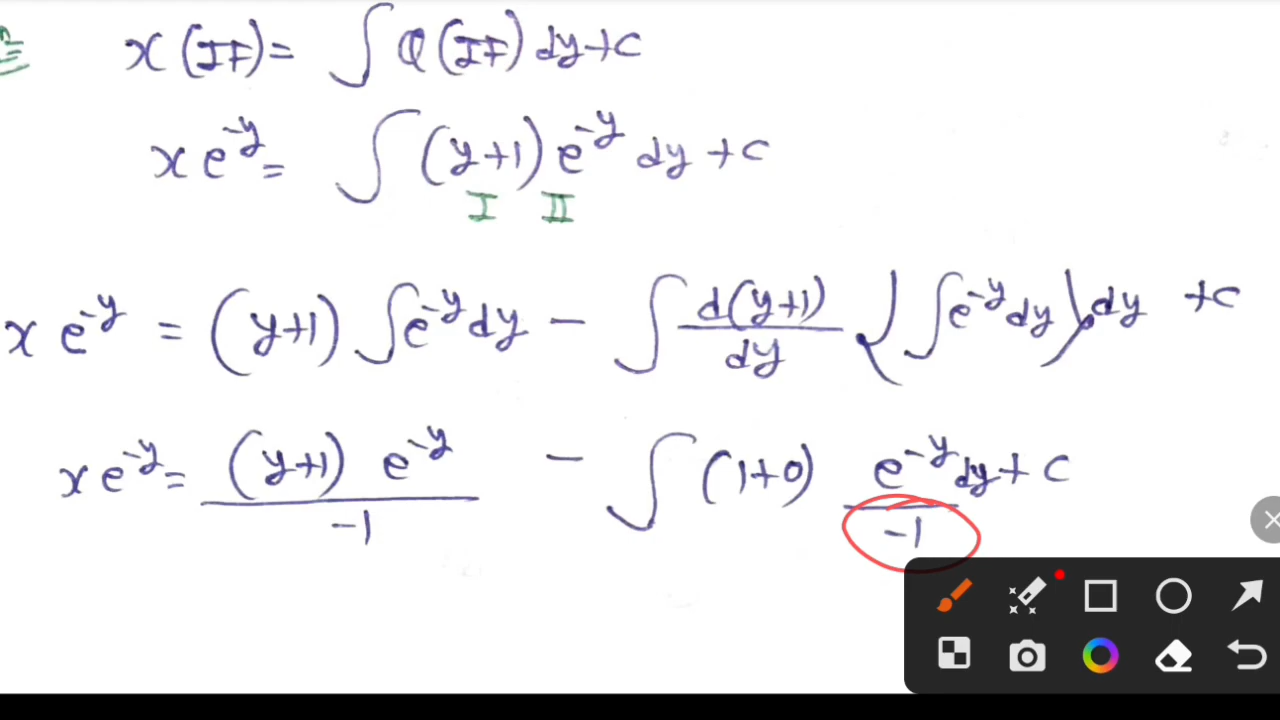 x (IF) = ∫ Q (IF) dy + c
x e^{-y} = ∫ (y+1) e^{-y} dy + c
I II
x e^{-y} = (y+1) ∫ e^{-y} dy - ∫ d(y+1)/dy (∫ e^{-y} dy) dy + c
x e^{-y} = (y+1) e^{-y}/-1 - ∫ (1+0) e^{-y}/-1 dy + c